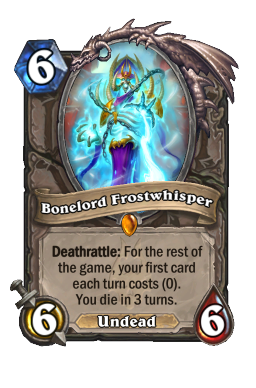 6
Bonelord Frostwhisper
Deathrattle: For the rest of
the game, your first card
each turn costs (0).
You die in 3 turns.
6
Undead
6